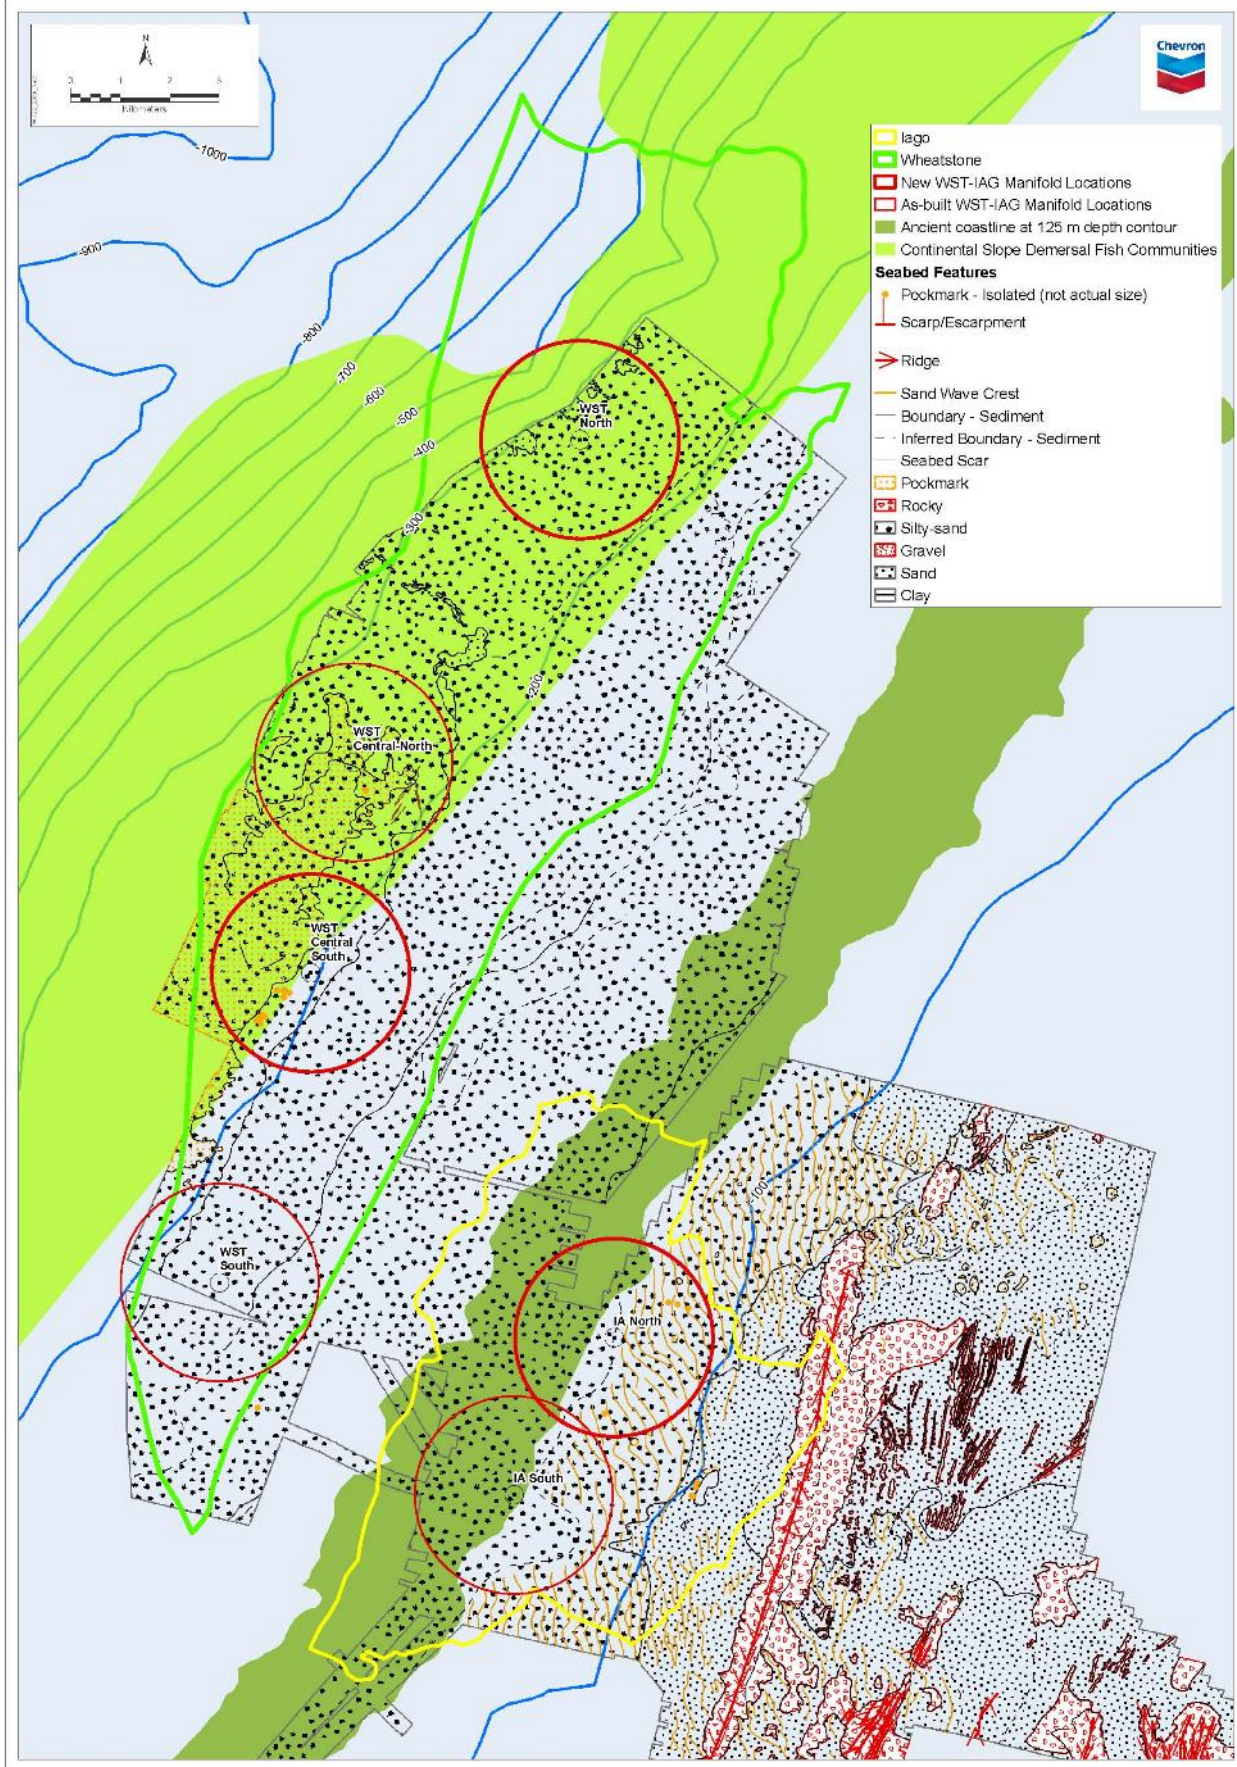 N
0 1 2 3
Kilometers
Chevron
Iago
Wheatstone
New WST-IAG Manifold Locations
As-built WST-IAG Manifold Locations
Ancient coastline at 125 m depth contour
Continental Slope Demersal Fish Communities
Seabed Features
Pockmark - Isolated (not actual size)
Scarp/Escarpment
Ridge
Sand Wave Crest
Boundary - Sediment
Inferred Boundary - Sediment
Seabed Scar
Pockmark
Rocky
Silty-sand
Gravel
Sand
Clay
-1000
-900
-800
-700
-600
-500
-400
-300
-200
-100
WST
North
WST
Central-North
WST
Central
South
WST
South
IA North
IA South